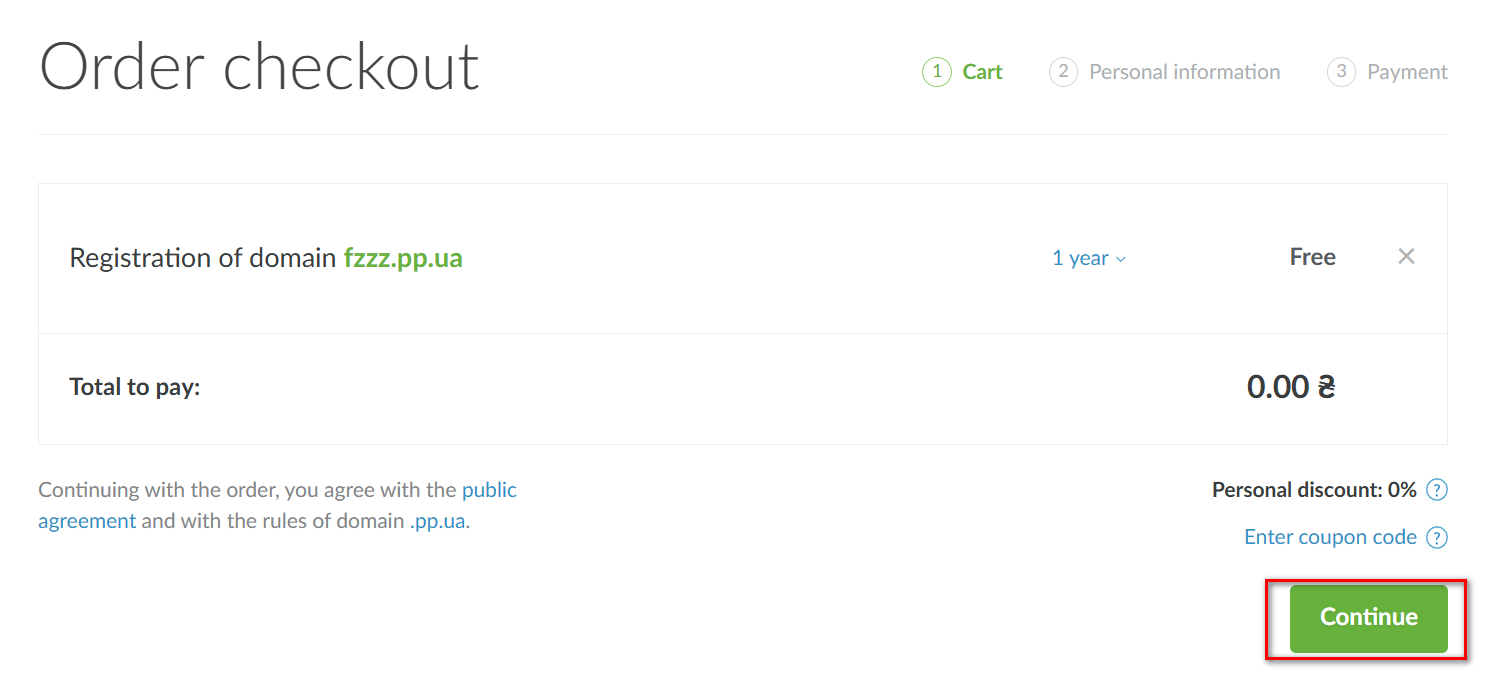 Order checkout
1 Cart 2 Personal information 3 Payment
Registration of domain fzzz.pp.ua 1 year Free ×
Total to pay: 0.00 ₴
Continuing with the order, you agree with the public
agreement and with the rules of domain .pp.ua.
Personal discount: 0% ?
Enter coupon code ?
Continue